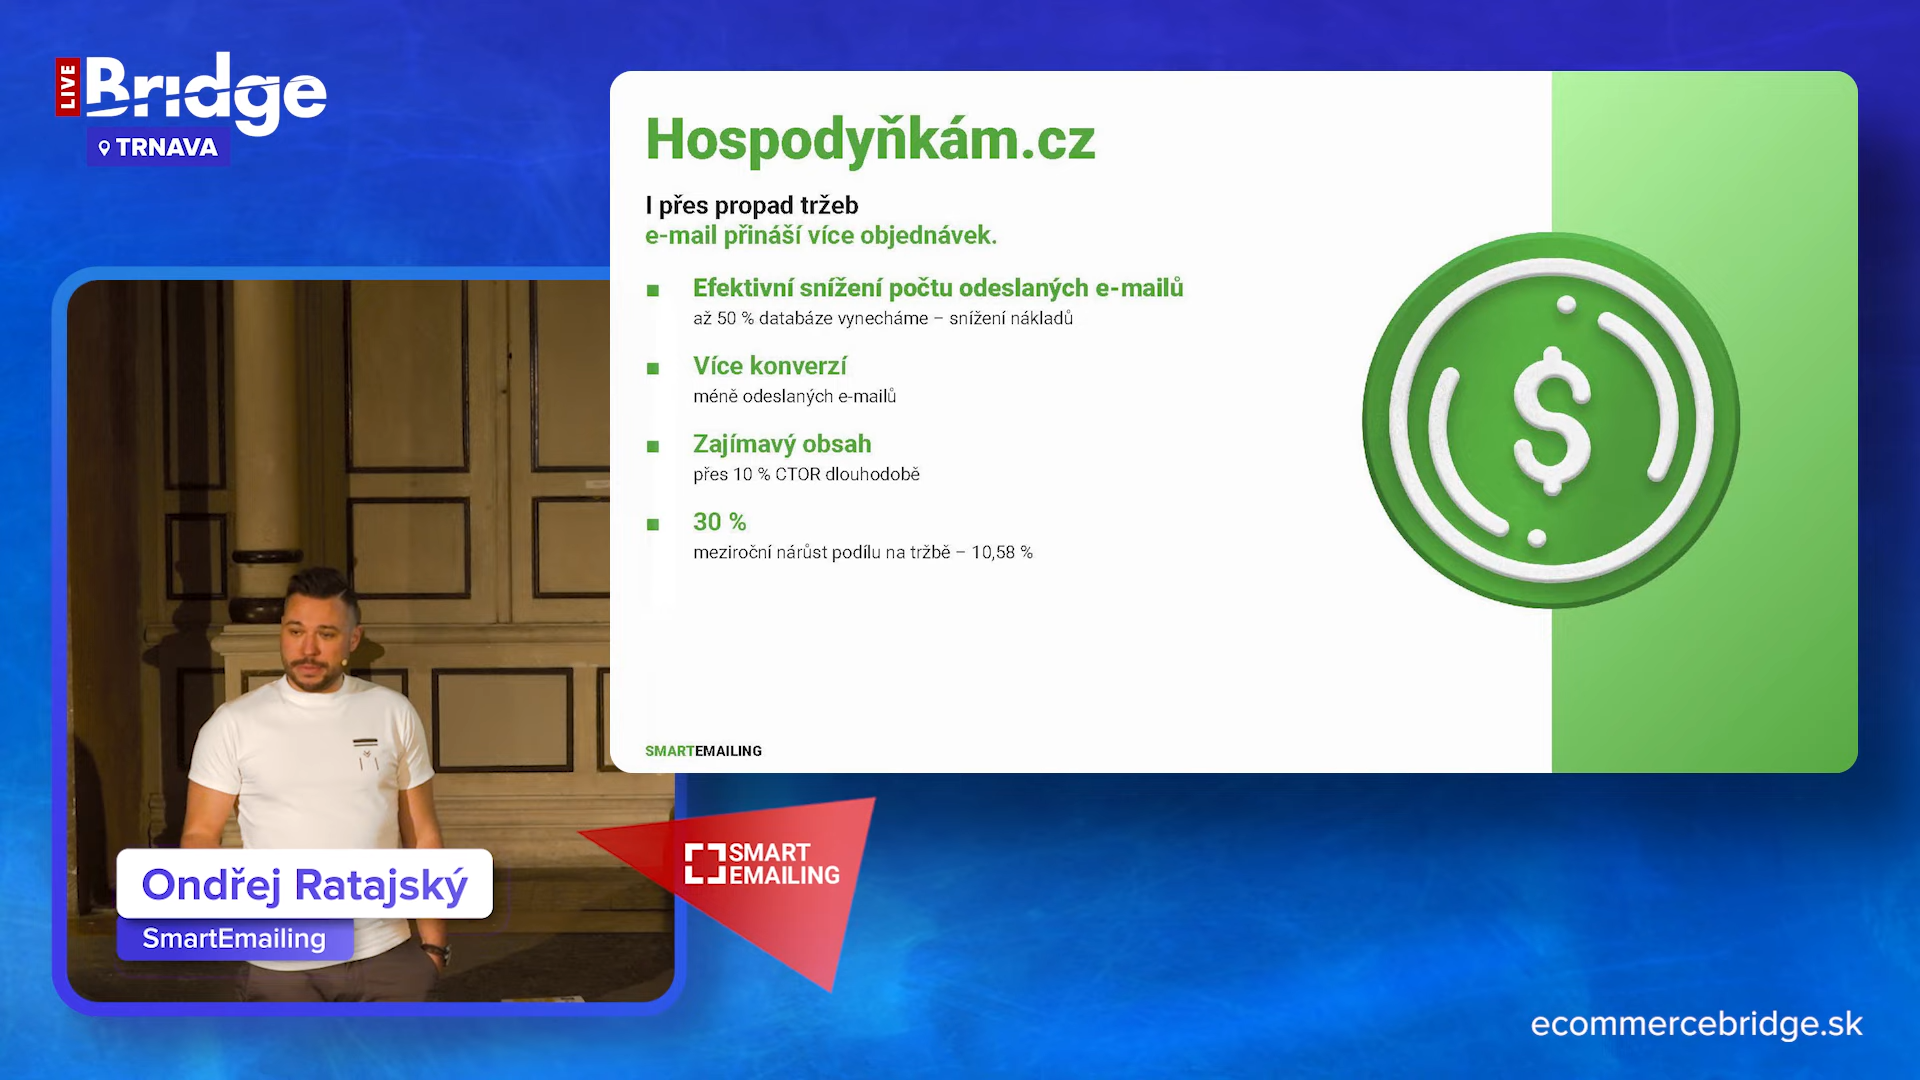 LIVE
Bridge
TRNAVA
Hospodyňkám.cz
I přes propad tržeb
e-mail přináší více objednávek.
Efektivní snížení počtu odeslaných e-mailů
až 50 % databáze vynecháme – snížení nákladů
Více konverzí
méně odeslaných e-mailů
Zajímavý obsah
přes 10 % CTOR dlouhodobě
30 %
meziroční nárůst podílu na tržbě – 10,58 %
$
SMARTEMAILING
SMART
EMAILING
Ondřej Ratajský
SmartEmailing
ecommercebridge.sk